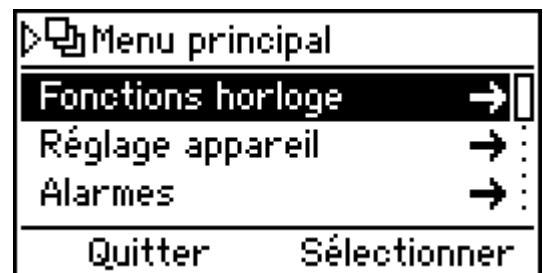 Menu principal
Fonctions horloge
Réglage appareil
Alarmes
Quitter Sélectionner